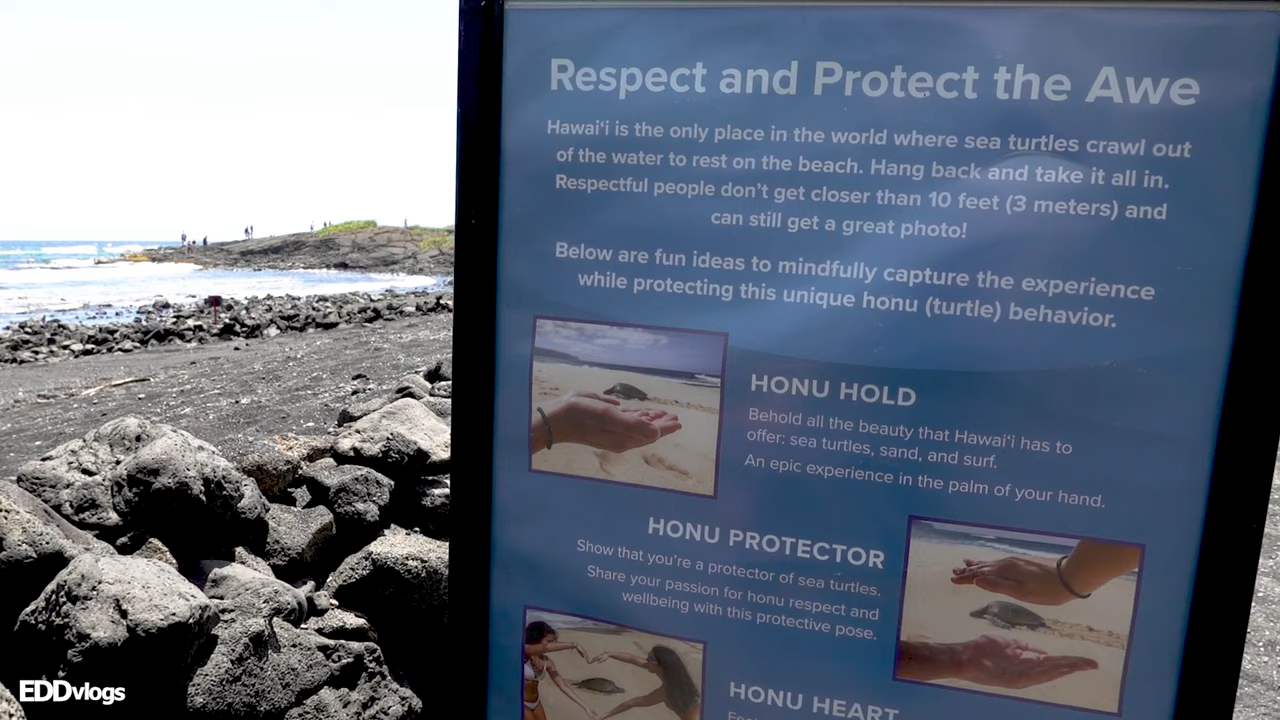 Respect and Protect the Awe
Hawai‘i is the only place in the world where sea turtles crawl out
of the water to rest on the beach. Hang back and take it all in.
Respectful people don’t get closer than 10 feet (3 meters) and
can still get a great photo!
Below are fun ideas to mindfully capture the experience
while protecting this unique honu (turtle) behavior.
HONU HOLD
Behold all the beauty that Hawai‘i has to
offer: sea turtles, sand, and surf.
An epic experience in the palm of your hand.
HONU PROTECTOR
Show that you’re a protector of sea turtles.
Share your passion for honu respect and
wellbeing with this protective pose.
HONU HEART
EDDvlogs